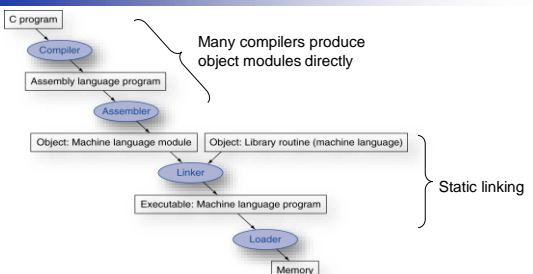 C program
Compiler
Many compilers produce
object modules directly
Assembly language program
Assembler
Object: Machine language module
Object: Library routine (machine language)
Linker
Static linking
Executable: Machine language program
Loader
Memory